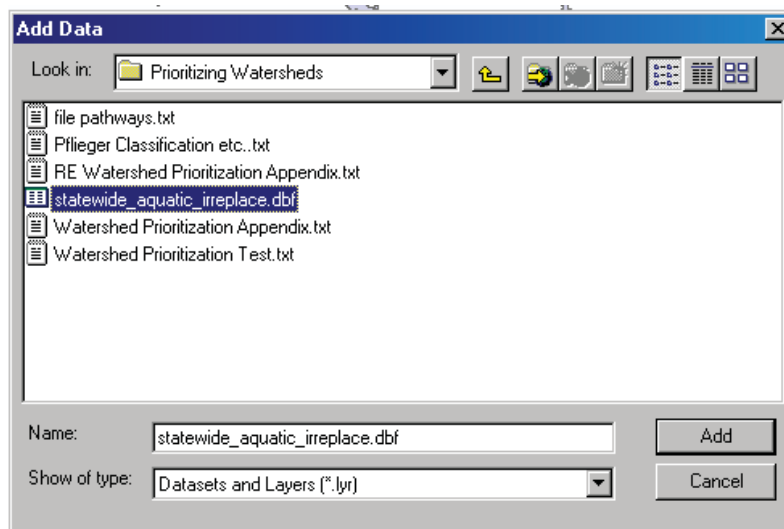 Add Data
Look in: Prioritizing Watersheds
file pathways.txt
Pflieger Classification etc..txt
RE Watershed Prioritization Appendix.txt
statewide_aquatic_irreplace.dbf
Watershed Prioritization Appendix.txt
Watershed Prioritization Test.txt
Name: statewide_aquatic_irreplace.dbf Add
Show of type: Datasets and Layers (*.lyr) Cancel